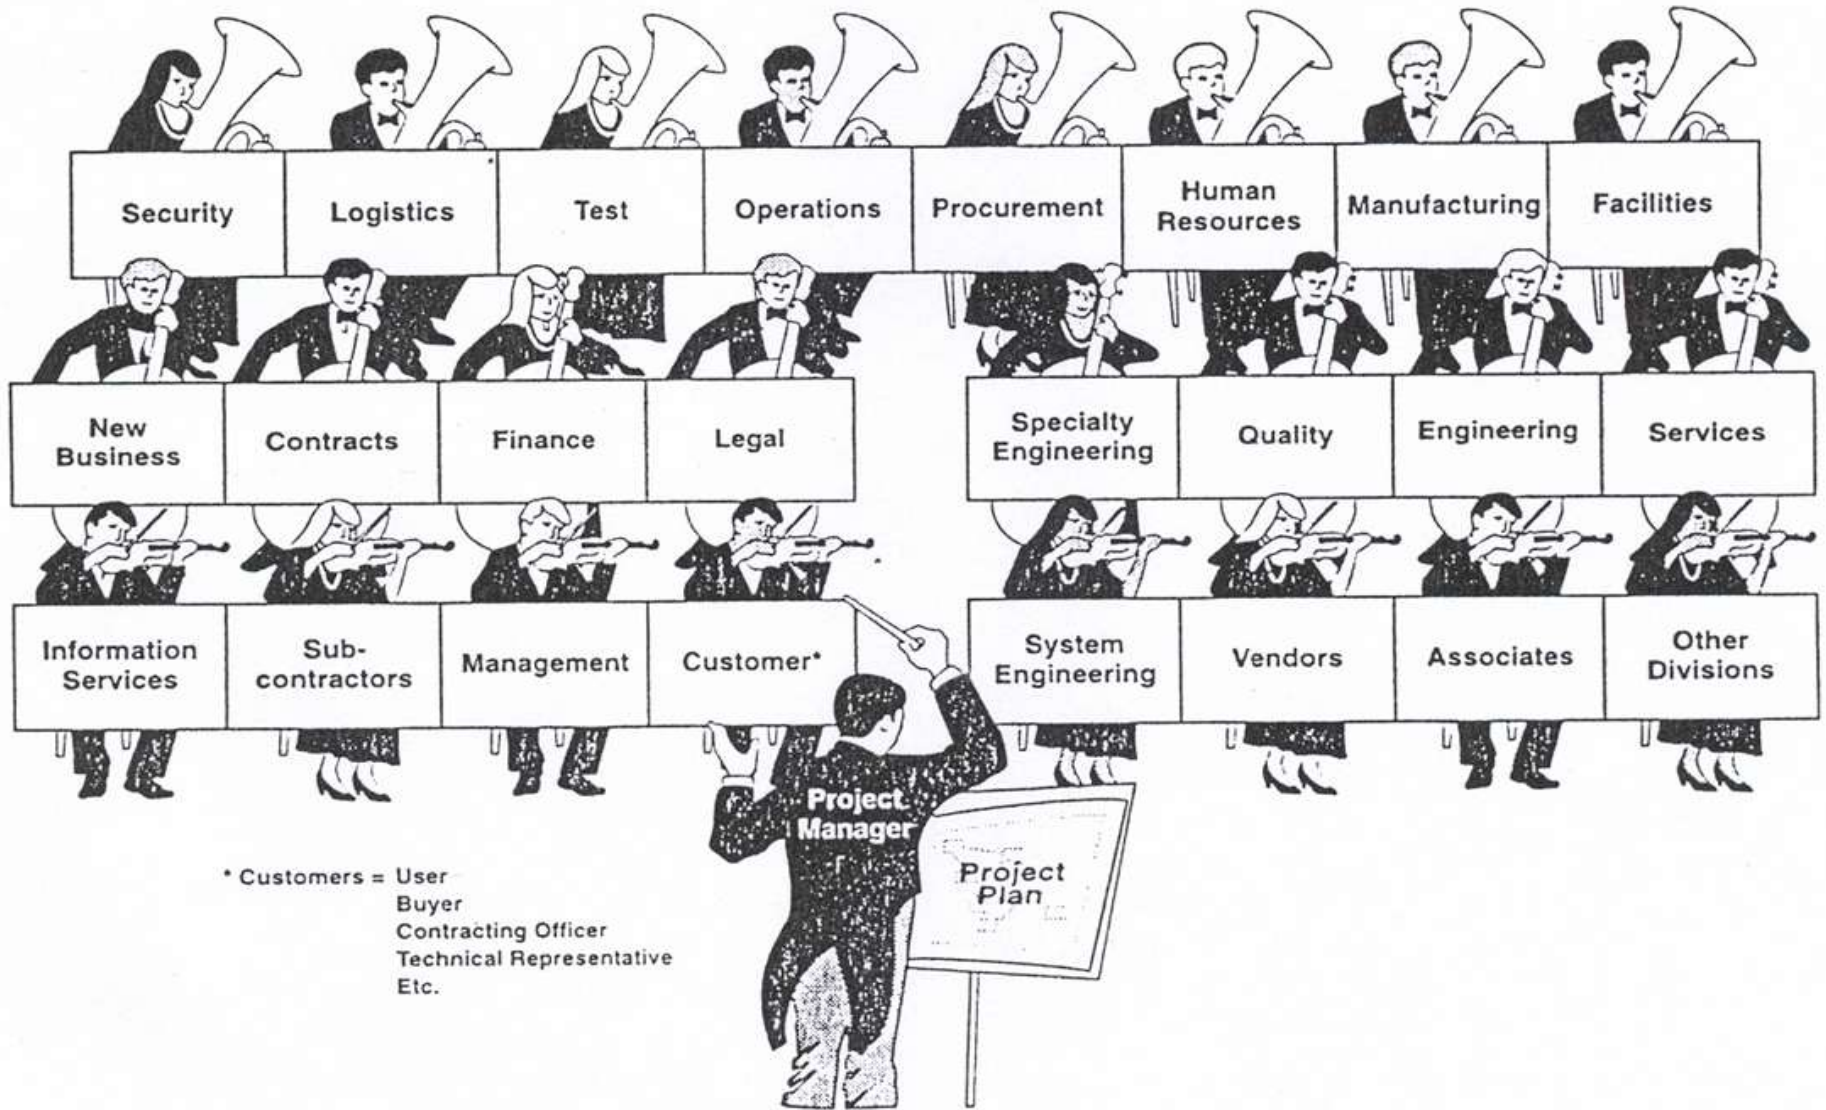 Security
Logistics
Test
Operations
Procurement
Human
Resources
Manufacturing
Facilities
New
Business
Contracts
Finance
Legal
Specialty
Engineering
Quality
Engineering
Services
Information
Services
Sub-
contractors
Management
Customer*
System
Engineering
Vendors
Associates
Other
Divisions
Project
Manager
Project
Plan
* Customers = User
Buyer
Contracting Officer
Technical Representative
Etc.